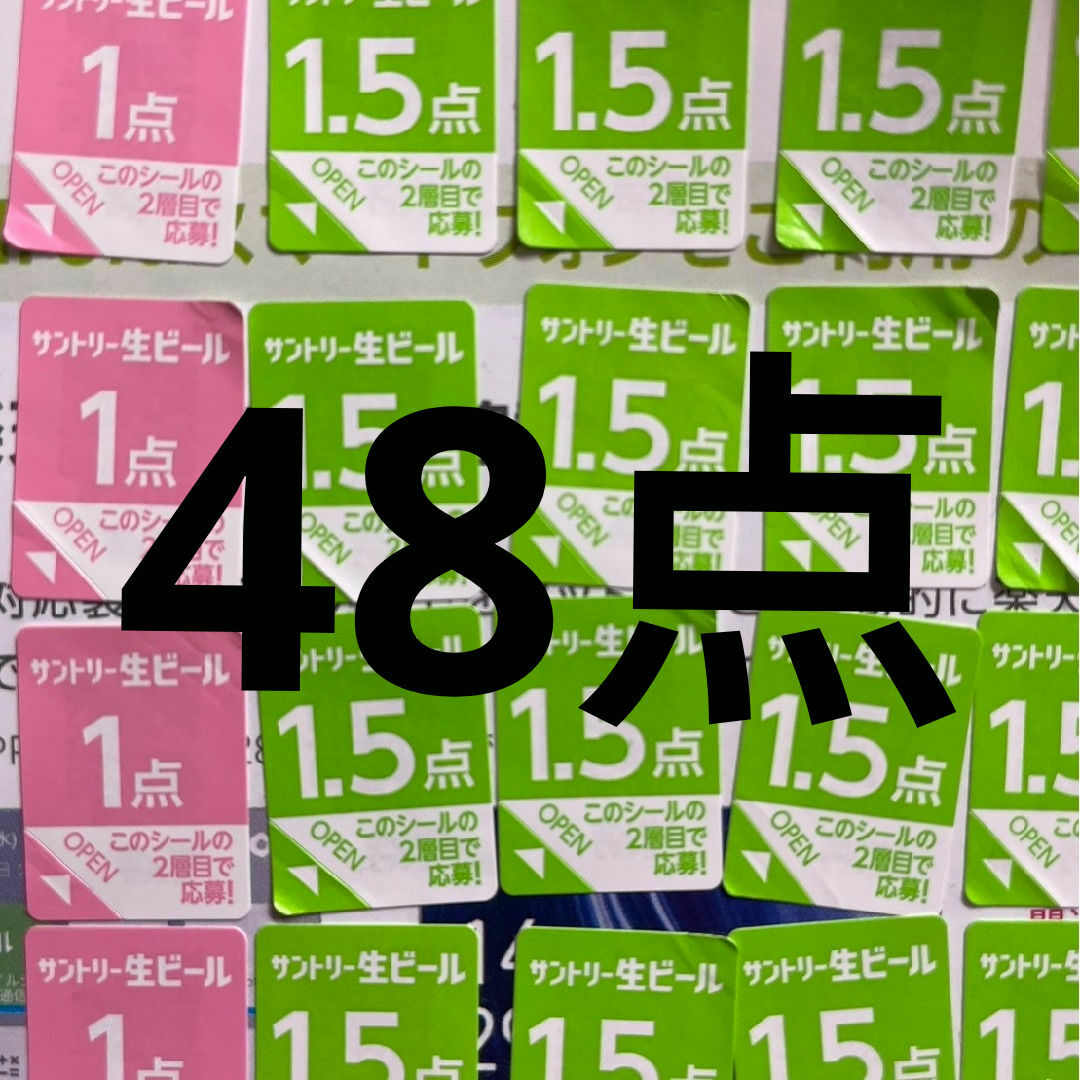 サントリー生ビール
1点
OPEN
このシールの
2層目で
応募!
1.5点
OPEN
このシールの
2層目で
応募!
1.5点
OPEN
このシールの
2層目で
応募!
1.5点
OPEN
このシールの
2層目で
応募!
サントリー生ビール
1点
OPEN
サントリー生ビール
1.5点
OPEN
サントリー生ビール
1.5点
OPEN
サントリー生ビール
1.5点
層目で
応募!
OPEN
48点
サントリー生ビール
1点
OPEN
このシールの
2層目で
応募!
1.5点
OPEN
このシールの
2層目で
応募!
1.5点
OPEN
このシールの
2層目で
応募!
1.5点
OPEN
このシールの
2層目で
応募!
OPEN
サントリー生ビール
1点
サントリー生ビール
1.5点
サントリー生ビール
1.5点
サントリー生ビール
1.5点